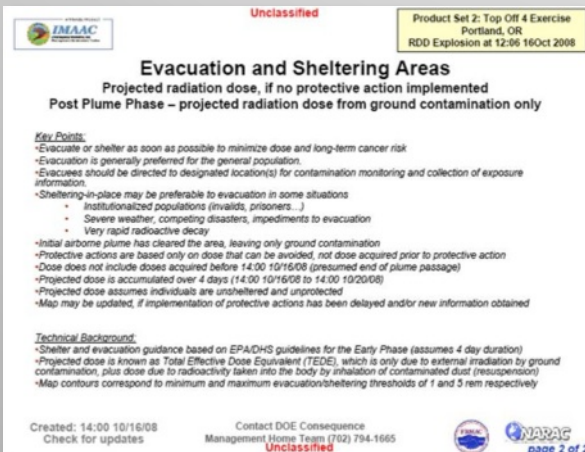 Unclassified
IMAAC
Product Set 2: Top Off 4 Exercise
Portland, OR
RDD Explosion at 12:06 16Oct 2008
Evacuation and Sheltering Areas
Projected radiation dose, if no protective action implemented
Post Plume Phase – projected radiation dose from ground contamination only
Key Points:
•Evacuate or shelter as soon as possible to minimize dose and long-term cancer risk
•Evacuation is generally preferred for the general population.
•Evacuees should be directed to designated location(s) for contamination monitoring and collection of exposure
information.
•Sheltering-in-place may be preferable to evacuation in some situations
• Institutionalized populations (invalids, prisoners…)
• Severe weather, competing disasters, impediments to evacuation
• Very rapid radioactive decay
•Initial airborne plume has cleared the area, leaving only ground contamination
•Protective actions are based only on dose that can be avoided, not dose acquired prior to protective action
•Dose does not include doses acquired before 14:00 10/16/08 (presumed end of plume passage)
•Projected dose is accumulated over 4 days (14:00 10/16/08 to 14:00 10/20/08)
•Projected dose assumes individuals are unsheltered and unprotected
•Map may be updated, if implementation of protective actions has been delayed and/or new information obtained
Technical Background:
•Shelter and evacuation guidance based on EPA/DHS guidelines for the Early Phase (assumes 4 day duration)
•Projected dose is known as Total Effective Dose Equivalent (TEDE), which is only due to external irradiation by ground
contamination, plus dose due to radioactivity taken into the body by inhalation of contaminated dust (resuspension)
•Map contours correspond to minimum and maximum evacuation/sheltering thresholds of 1 and 5 rem respectively
Created: 14:00 10/16/08
Check for updates
Contact DOE Consequence
Management Home Team (702) 794-1665
Unclassified
NARAC
page 2 of